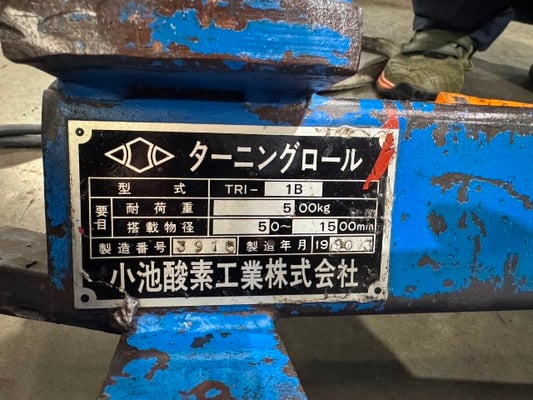 ターニングロール
型式 TRI- 1B
要目 耐荷重 500kg
搭載物径 50～1500mm
製造番号 製造年月 19
小池酸素工業株式会社